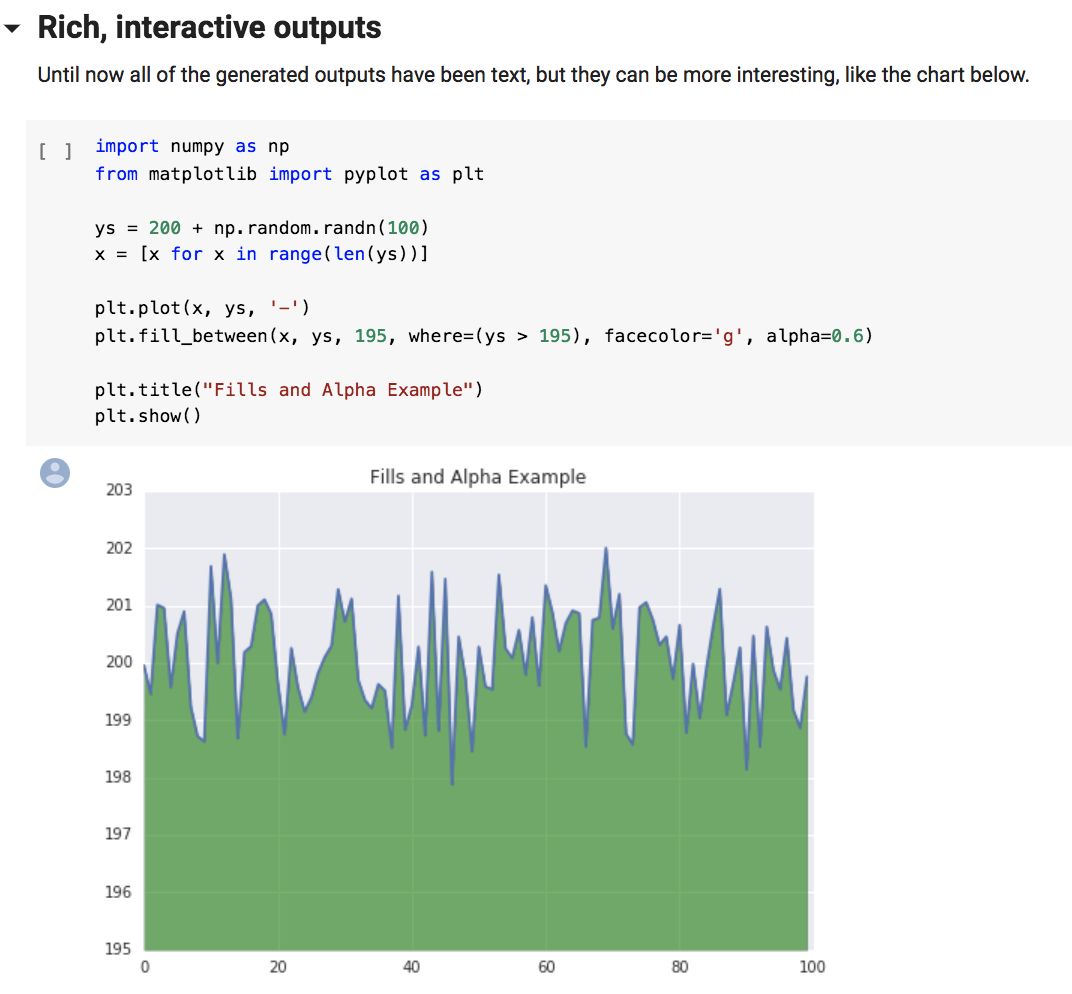 Rich, interactive outputs
Until now all of the generated outputs have been text, but they can be more interesting, like the chart below.
[ ]
import numpy as np
from matplotlib import pyplot as plt
ys = 200 + np.random.randn(100)
x = [x for x in range(len(ys))]
plt.plot(x, ys, '-')
plt.fill_between(x, ys, 195, where=(ys > 195), facecolor='g', alpha=0.6)
plt.title("Fills and Alpha Example")
plt.show()
Fills and Alpha Example
203
202
201
200
199
198
197
196
195
0 20 40 60 80 100